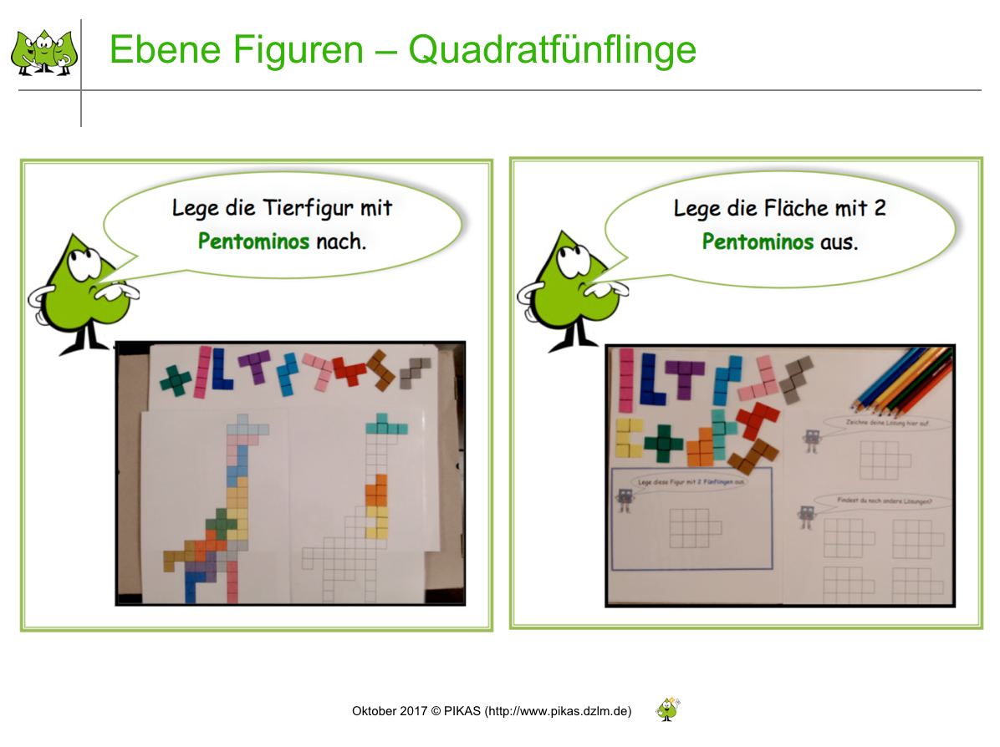 Ebene Figuren – Quadratfünflinge
Lege die Tierfigur mit
Pentominos nach.
Lege die Fläche mit 2
Pentominos aus.
Zeichne deine Lösung hier auf.
Lege diese Figur mit 2 Fünflingen aus.
Findest du noch andere Lösungen?
Oktober 2017 © PIKAS (http://www.pikas.dzlm.de)